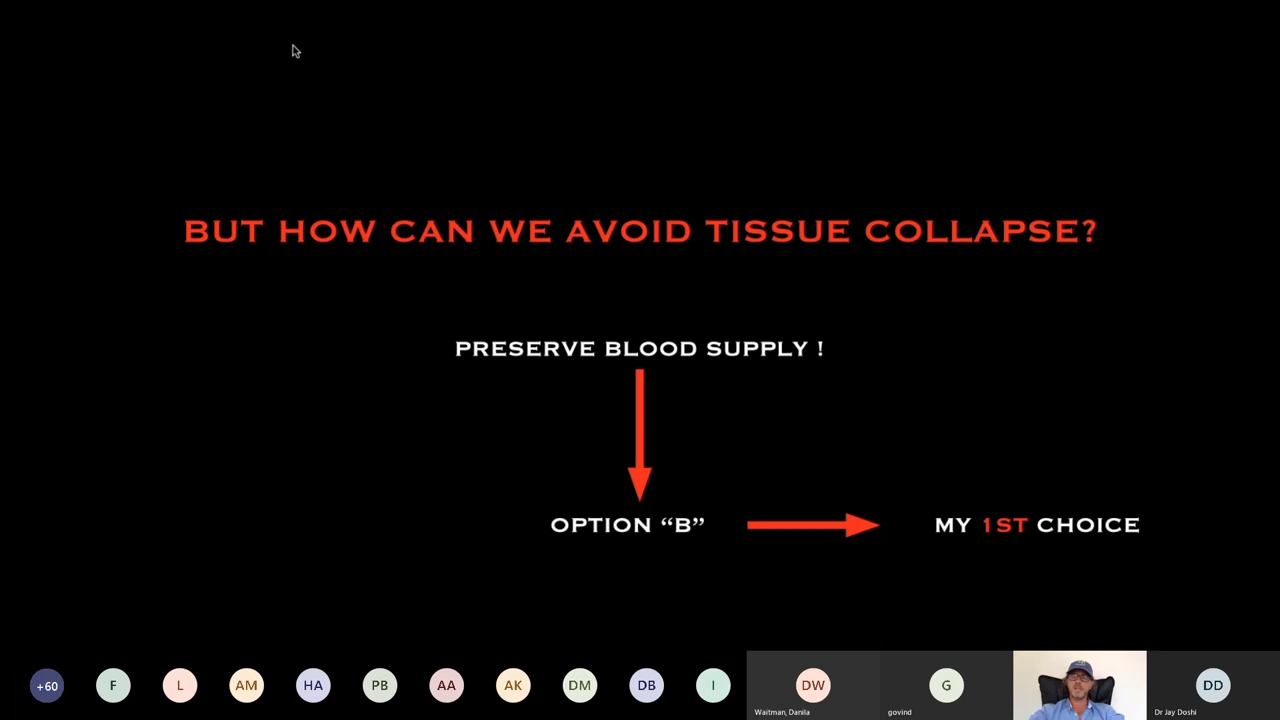 BUT HOW CAN WE AVOID TISSUE COLLAPSE?
PRESERVE BLOOD SUPPLY !
OPTION “B”
MY 1ST CHOICE
+60
F
L
AM
HA
PB
AA
AK
DM
DB
I
DW
Waitman, Danila
G
govind
DD
Dr Jay Doshi